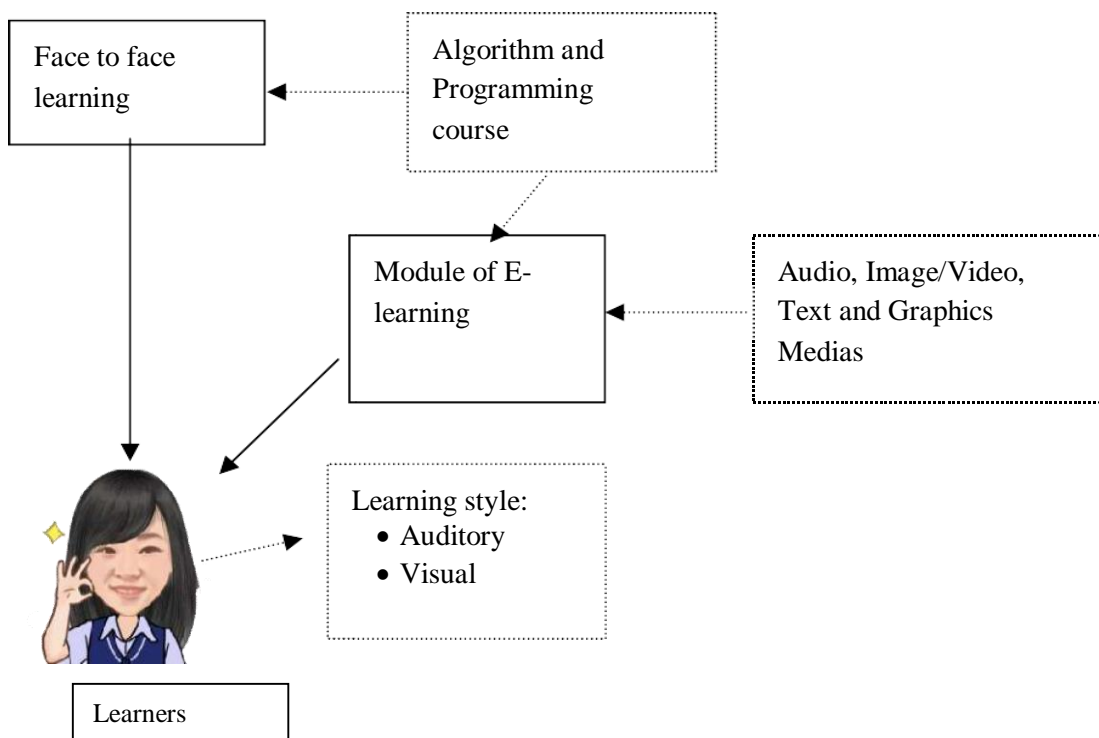 Face to face
learning
Algorithm and
Programming
course
Module of E-
learning
Audio, Image/Video,
Text and Graphics
Medias
Learning style:
• Auditory
• Visual
Learners